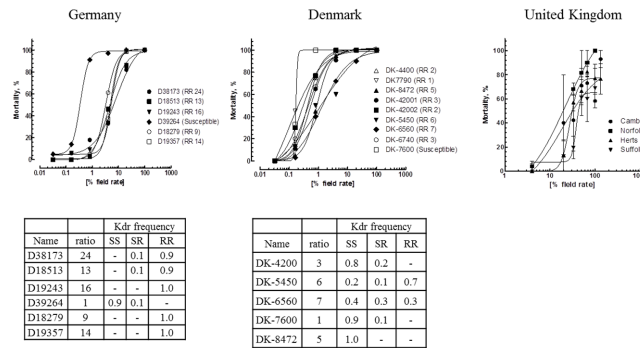 Germany
Denmark
United Kingdom
Mortality, %
100
80
60
40
20
0
0.01
0.1
1
10
100
1000
[% field rate]
D38173 (RR 24)
D18513 (RR 13)
D19243 (RR 16)
D39264 (Susceptible)
D18279 (RR 9)
D19357 (RR 14)
Mortality, %
100
80
60
40
20
0
0.01
0.1
1
10
100
1000
[% field rate]
DK-4400 (RR 2)
DK7790 (RR 1)
DK-8472 (RR 5)
DK-42001 (RR 3)
DK-42002 (RR 2)
DK-5450 (RR 6)
DK-6560 (RR 7)
DK-6740 (RR 3)
DK-7600 (Susceptible)
Mortality, %
100
80
60
40
20
0
1
10
100
[% field rate]
Camb
Norfol
Herts
Suffol
Kdr frequency
Name ratio SS SR RR
D38173 24 - 0.1 0.9
D18513 13 - 0.1 0.9
D19243 16 - - 1.0
D39264 1 0.9 0.1 -
D18279 9 - - 1.0
D19357 14 - - 1.0
Kdr frequency
Name ratio SS SR RR
DK-4200 3 0.8 0.2 -
DK-5450 6 0.2 0.1 0.7
DK-6560 7 0.4 0.3 0.3
DK-7600 1 0.9 0.1 -
DK-8472 5 1.0 - -